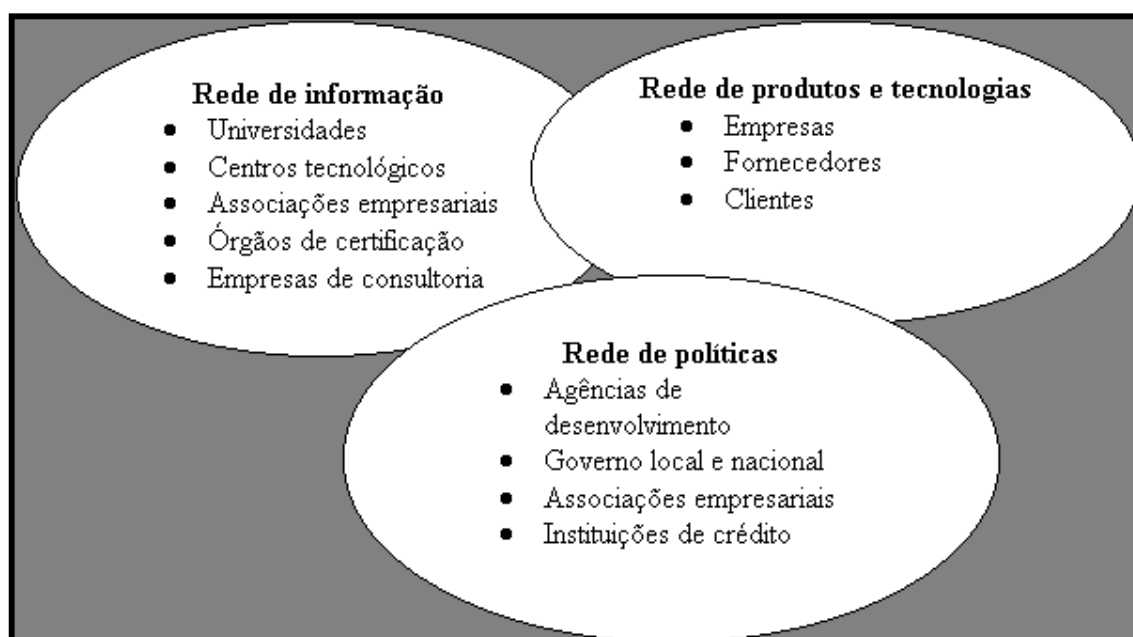 Rede de informação
• Universidades
• Centros tecnológicos
• Associações empresariais
• Órgãos de certificação
• Empresas de consultoria
Rede de produtos e tecnologias
• Empresas
• Fornecedores
• Clientes
Rede de políticas
• Agências de
desenvolvimento
• Governo local e nacional
• Associações empresariais
• Instituições de crédito